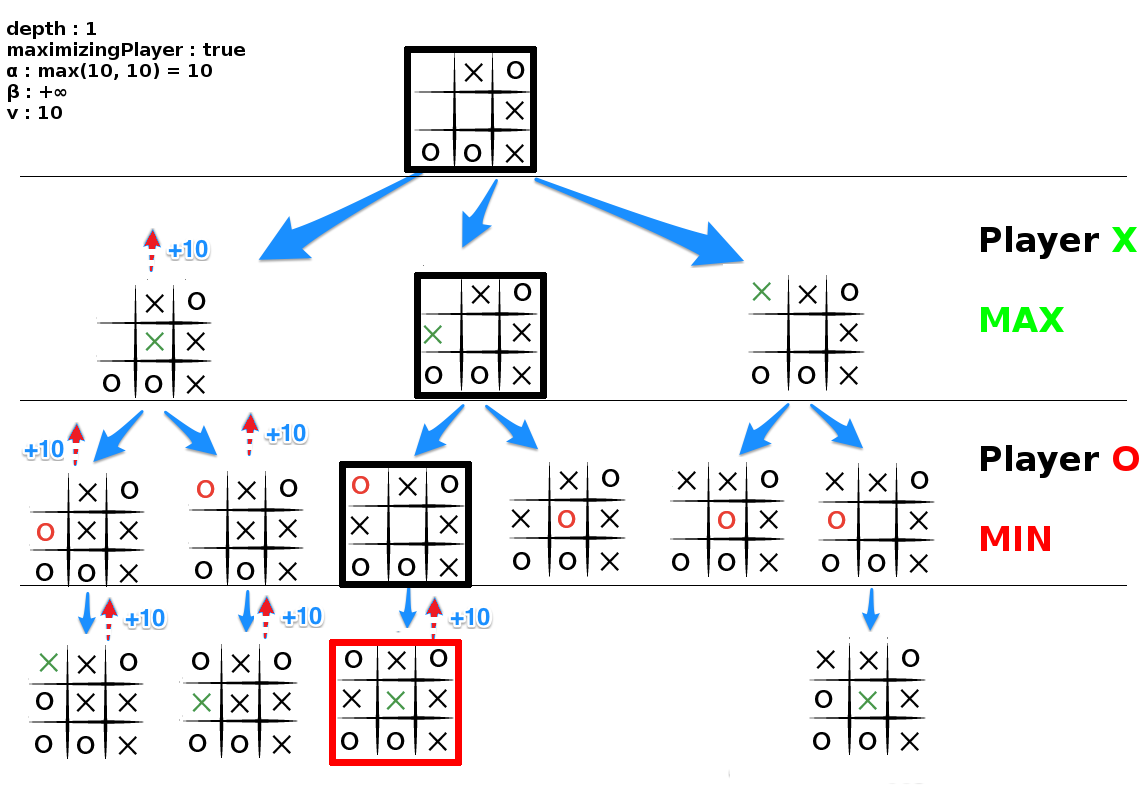 depth : 1
maximizingPlayer : true
α : max(10, 10) = 10
β : +∞
v : 10
+10
Player X
MAX
+10
+10
Player O
MIN
+10
+10
+10